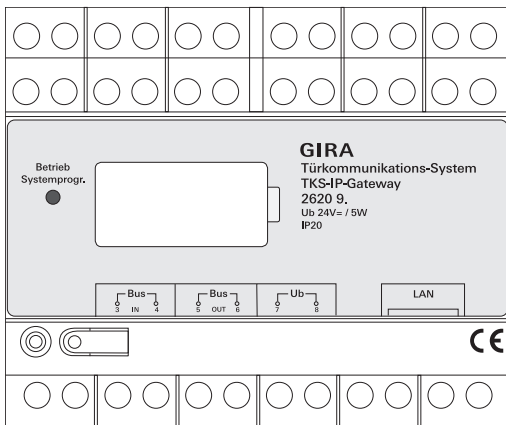 GIRA
Türkommunikations-System
TKS-IP-Gateway
2620 9.
Ub 24V= / 5W
IP20
Betrieb
Systemprogr.
Bus Bus Ub LAN
3 IN 4 5 OUT 6 7 8
CE